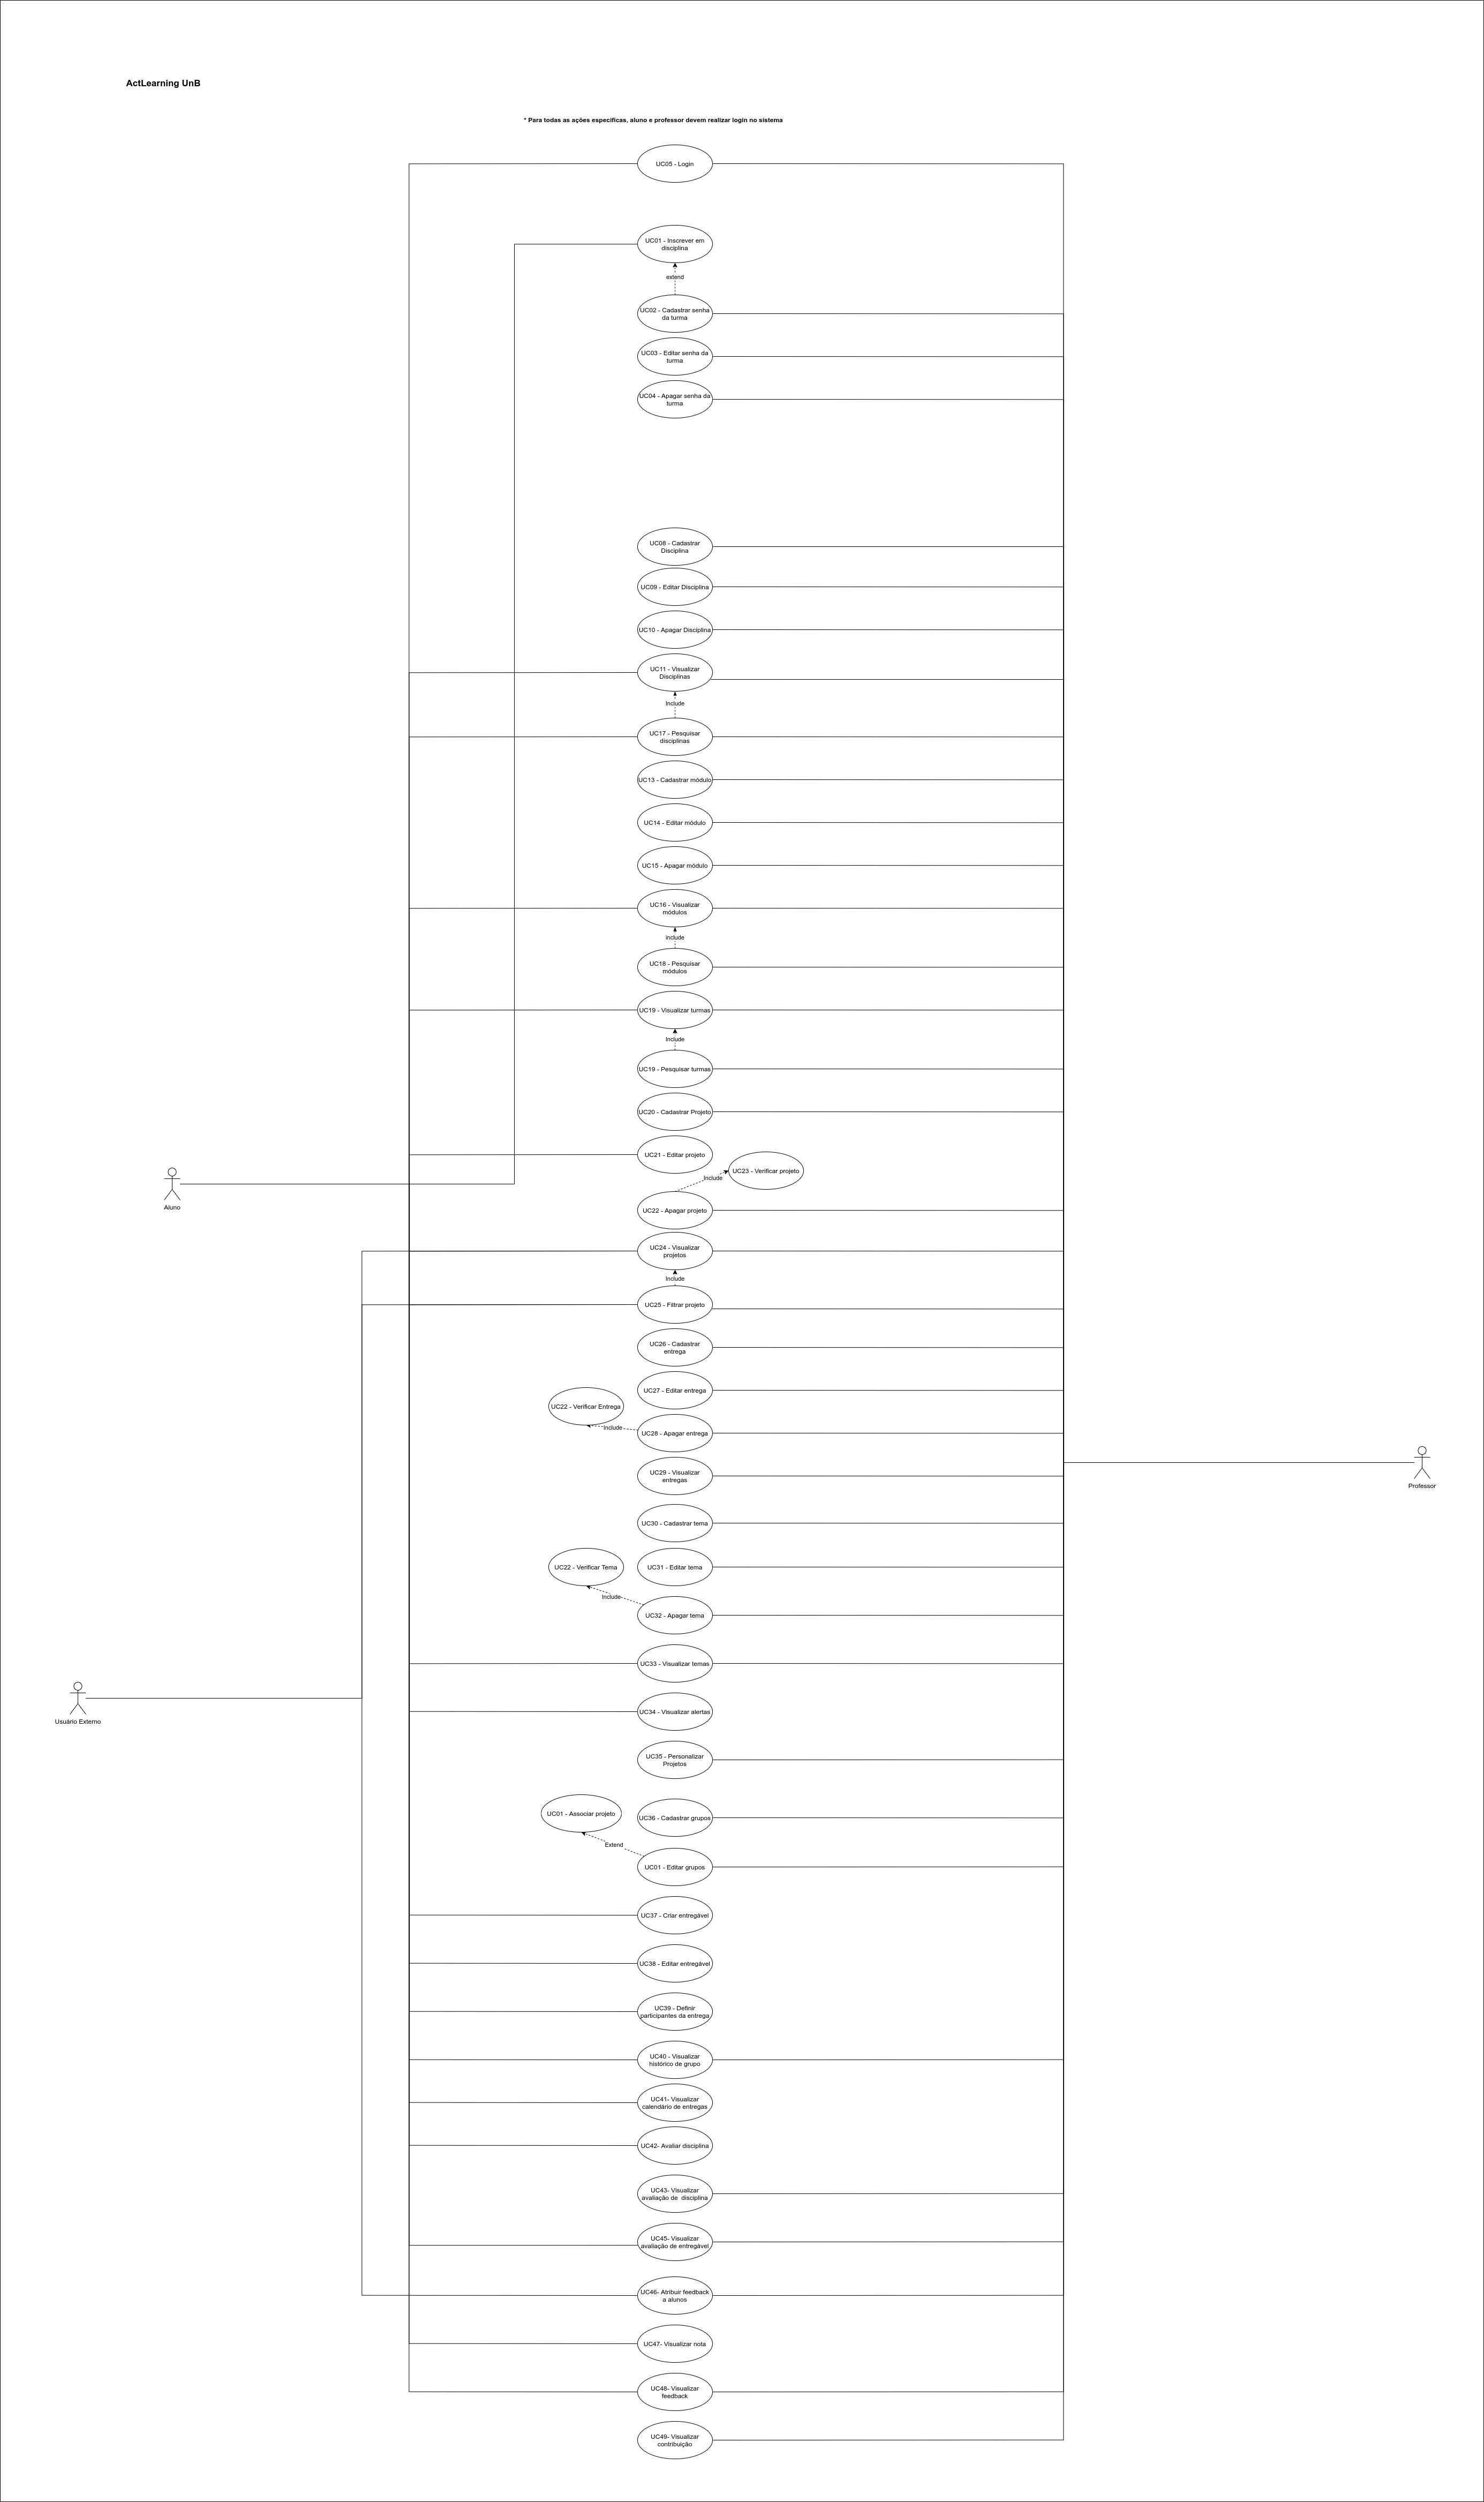 ActLearning UnB
* Para todas as ações específicas, aluno e professor devem realizar login no sistema
UC05 - Login
UC01 - Inscrever em
disciplina
extend
UC02 - Cadastrar senha
da turma
UC03 - Editar senha da
turma
UC04 - Apagar senha da
turma
UC08 - Cadastrar
Disciplina
UC09 - Editar Disciplina
UC10 - Apagar Disciplina
UC11 - Visualizar
Disciplinas
Include
UC17 - Pesquisar
disciplinas
UC13 - Cadastrar módulo
UC14 - Editar módulo
UC15 - Apagar módulo
UC16 - Visualizar
módulos
include
UC18 - Pesquisar
módulos
UC19 - Visualizar turmas
Include
UC19 - Pesquisar turmas
UC20 - Cadastrar Projeto
UC21 - Editar projeto
UC23 - Verificar projeto
Include
Aluno
UC22 - Apagar projeto
UC24 - Visualizar
projetos
Include
UC25 - Filtrar projeto
UC26 - Cadastrar
entrega
UC27 - Editar entrega
UC22 - Verificar Entrega
Include
UC28 - Apagar entrega
UC29 - Visualizar
entregas
Professor
UC30 - Cadastrar tema
UC22 - Verificar Tema
UC31 - Editar tema
Include
UC32 - Apagar tema
UC33 - Visualizar temas
UC34 - Visualizar alertas
Usuário Externo
UC35 - Personalizar
Projetos
UC01 - Associar projeto
UC36 - Cadastrar grupos
Extend
UC01 - Editar grupos
UC37 - Criar entregável
UC38 - Editar entregável
UC39 - Definir
participantes da entrega
UC40 - Visualizar
histórico de grupo
UC41- Visualizar
calendário de entregas
UC42- Avaliar disciplina
UC43- Visualizar
avaliação de  disciplina
UC45- Visualizar
avaliação de entregável
UC46- Atribuir feedback
a alunos
UC47- Visualizar nota
UC48- Visualizar
feedback
UC49- Visualizar
contribuição